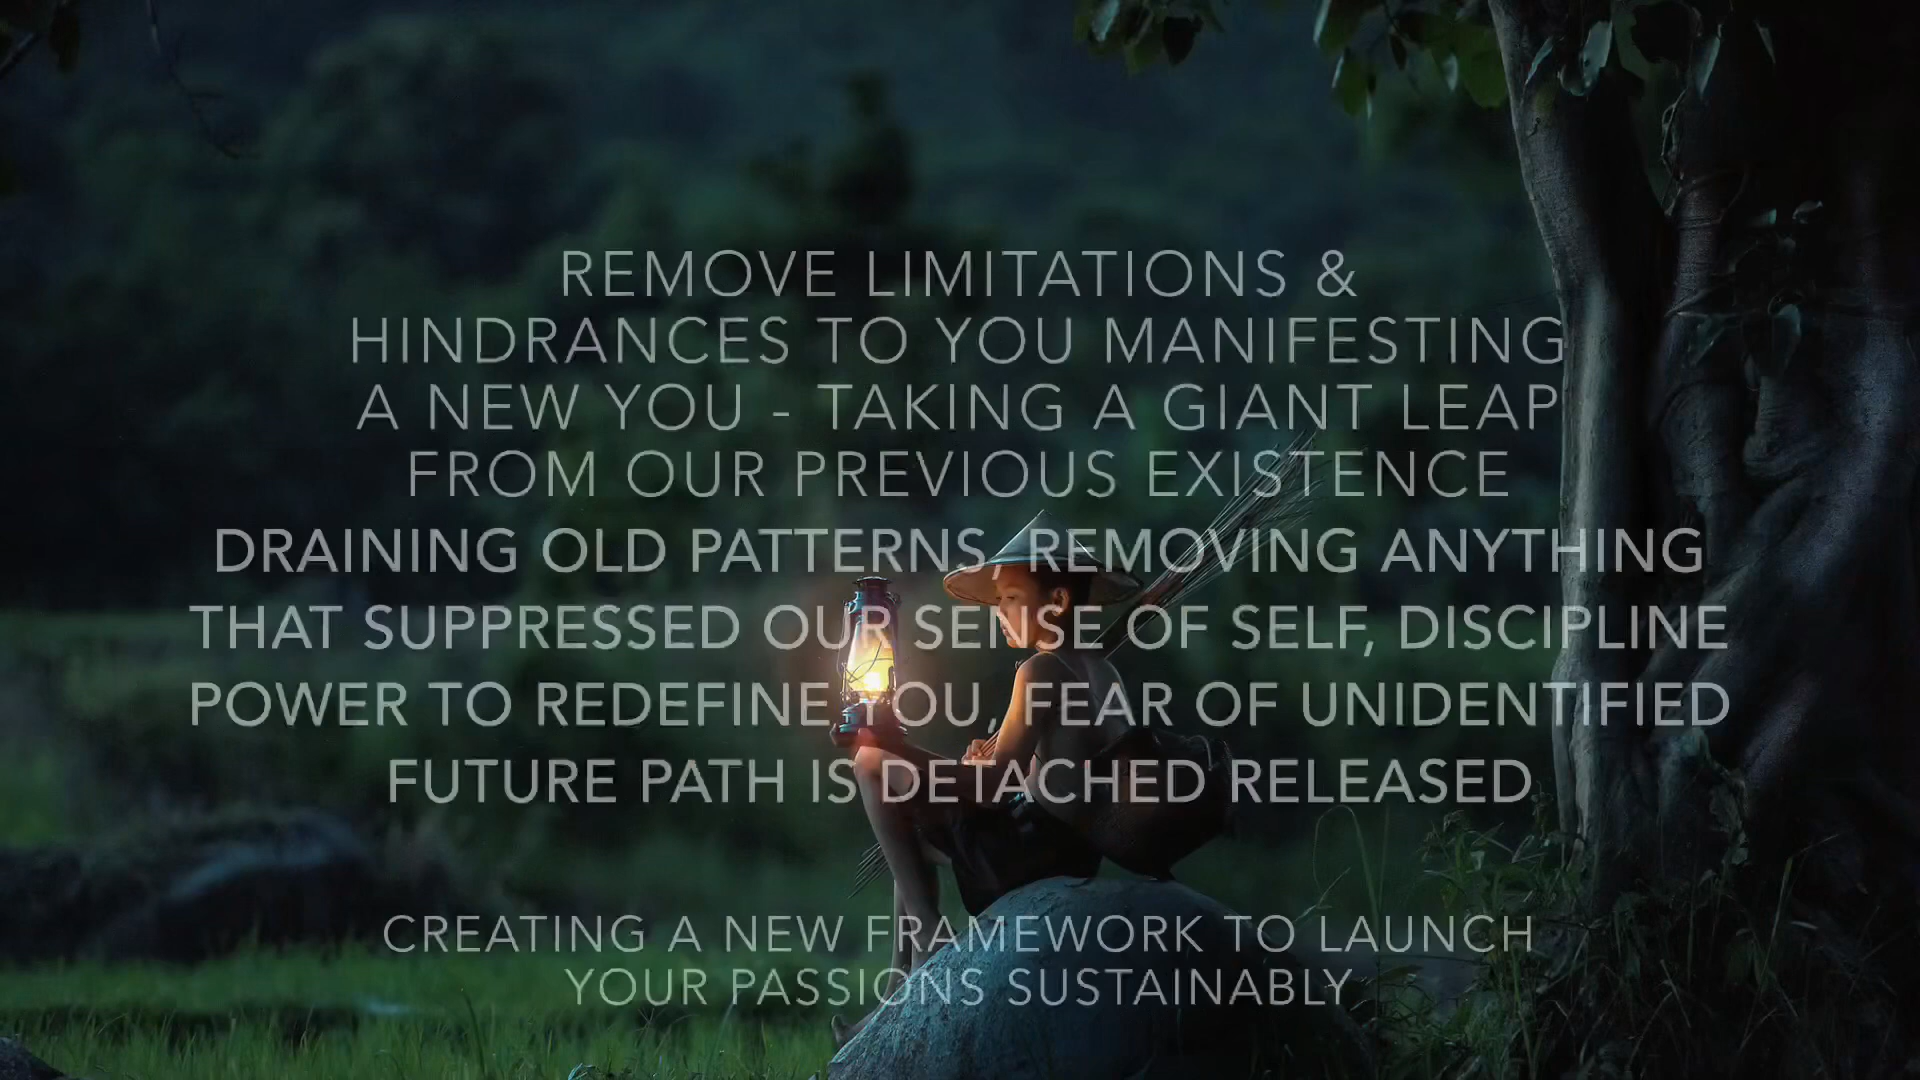 REMOVE LIMITATIONS &
HINDRANCES TO YOU MANIFESTING
A NEW YOU - TAKING A GIANT LEAP
FROM OUR PREVIOUS EXISTENCE
DRAINING OLD PATTERNS, REMOVING ANYTHING
THAT SUPPRESSED OUR SENSE OF SELF, DISCIPLINE
POWER TO REDEFINE YOU, FEAR OF UNIDENTIFIED
FUTURE PATH IS DETACHED RELEASED
CREATING A NEW FRAMEWORK TO LAUNCH
YOUR PASSIONS SUSTAINABLY